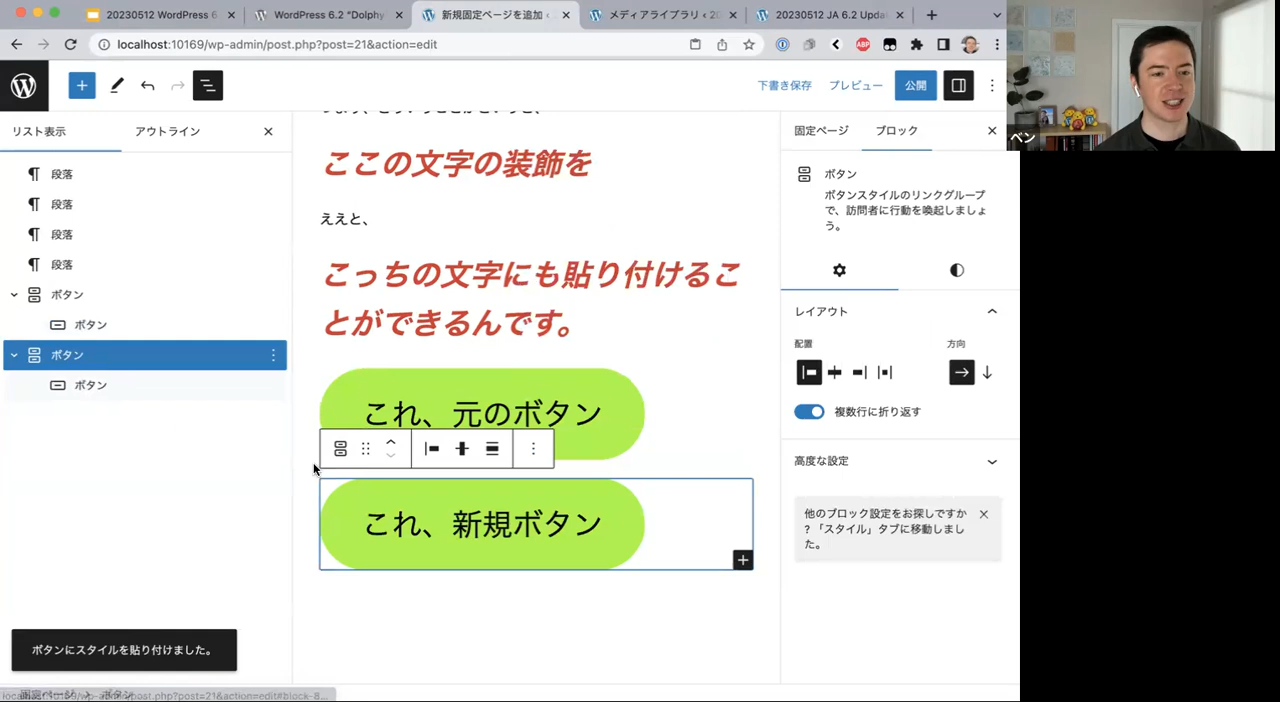 20230512 WordPress 6
WordPress 6.2 "Dolphy
新規固定ページを追加
メディアライブラリ ‹ 20
20230512 JA 6.2 Upda
localhost:10169/wp-admin/post.php?post=21&action=edit
ABP
下書き保存
プレビュー
公開
ベン
リスト表示
アウトライン
固定ページ
ブロック
段落
段落
段落
段落
ボタン
ボタン
ボタン
ボタン
ここの文字の装飾を
ええと、
こっちの文字にも貼り付けるこ
とができるんです。
これ、元のボタン
これ、新規ボタン
ボタン
ボタンスタイルのリンクグループ
で、訪問者に行動を喚起しましょ
う。
レイアウト
配置
方向
複数行に折り返す
高度な設定
他のブロック設定をお探しですか
? 「スタイル」タブに移動しまし
た。
ボタンにスタイルを貼り付けました。